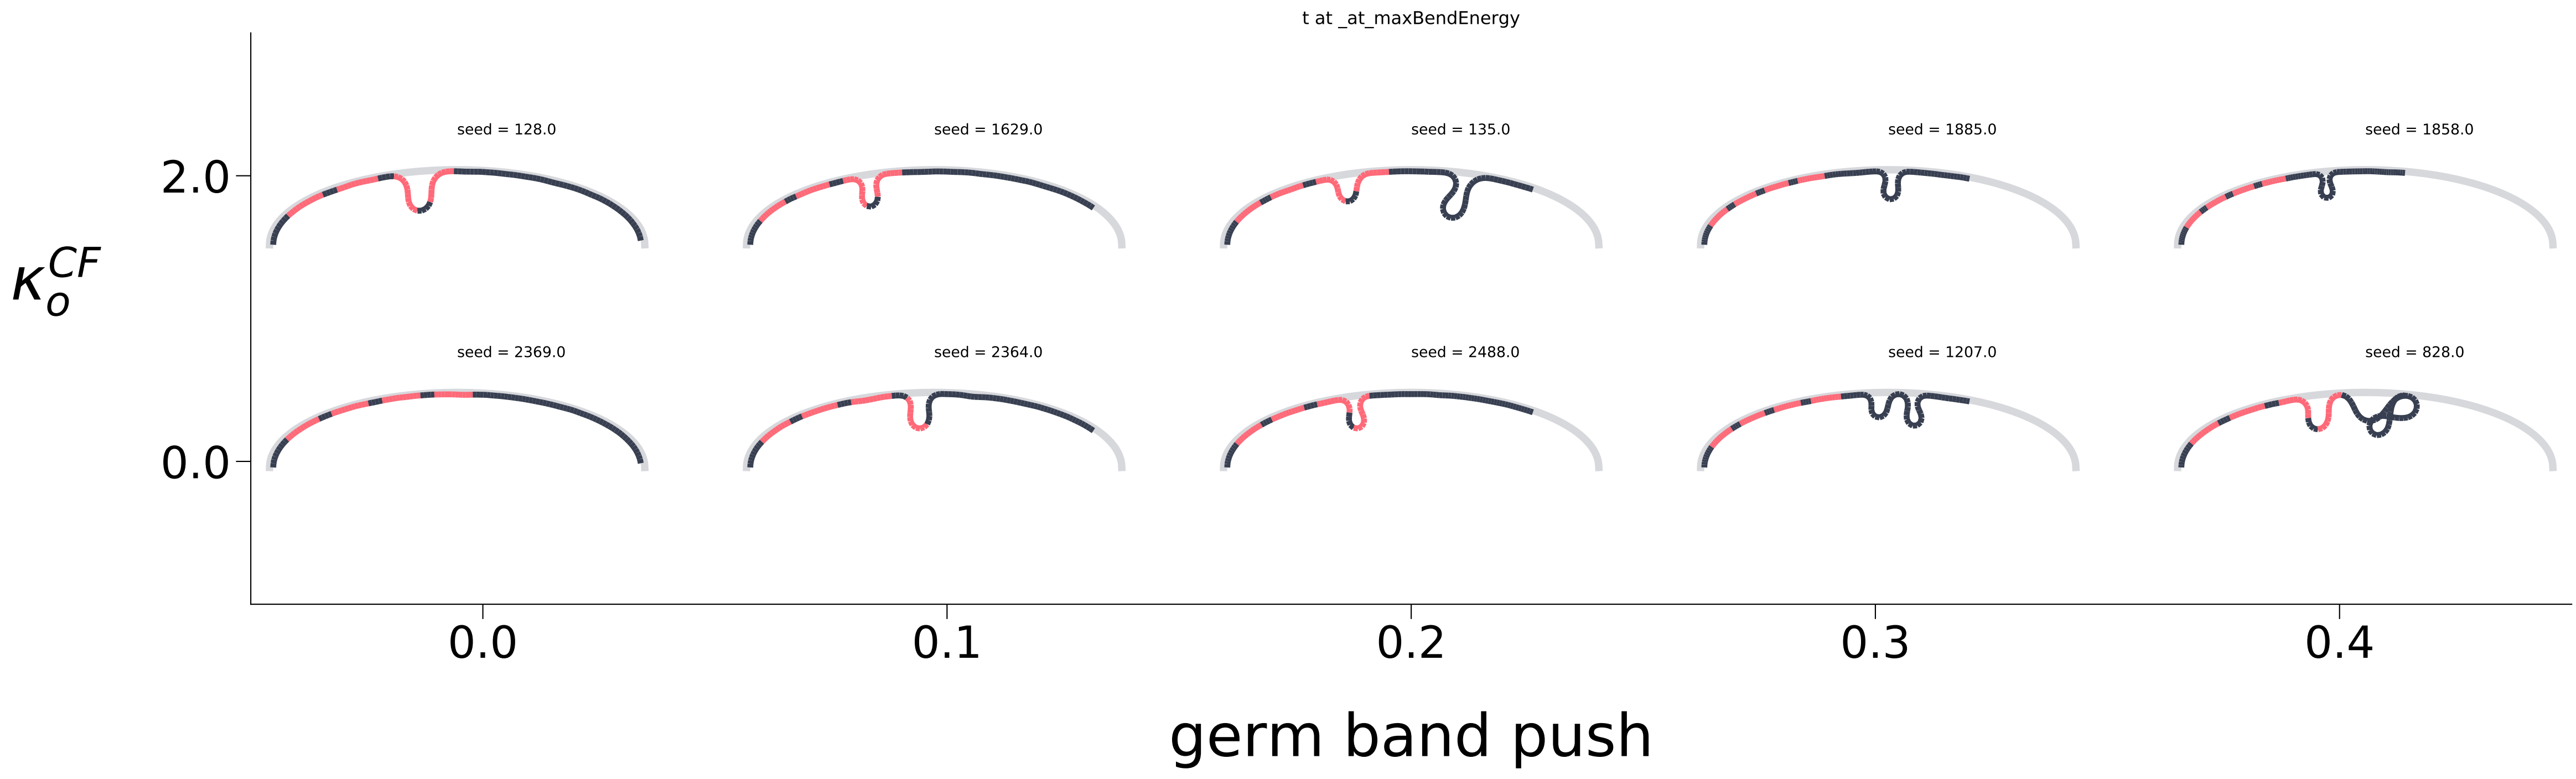 t at _at_maxBendEnergy
seed = 128.0
seed = 1629.0
seed = 135.0
seed = 1885.0
seed = 1858.0
2.0
κ_o^CF
seed = 2369.0
seed = 2364.0
seed = 2488.0
seed = 1207.0
seed = 828.0
0.0
0.0
0.1
0.2
0.3
0.4
germ band push